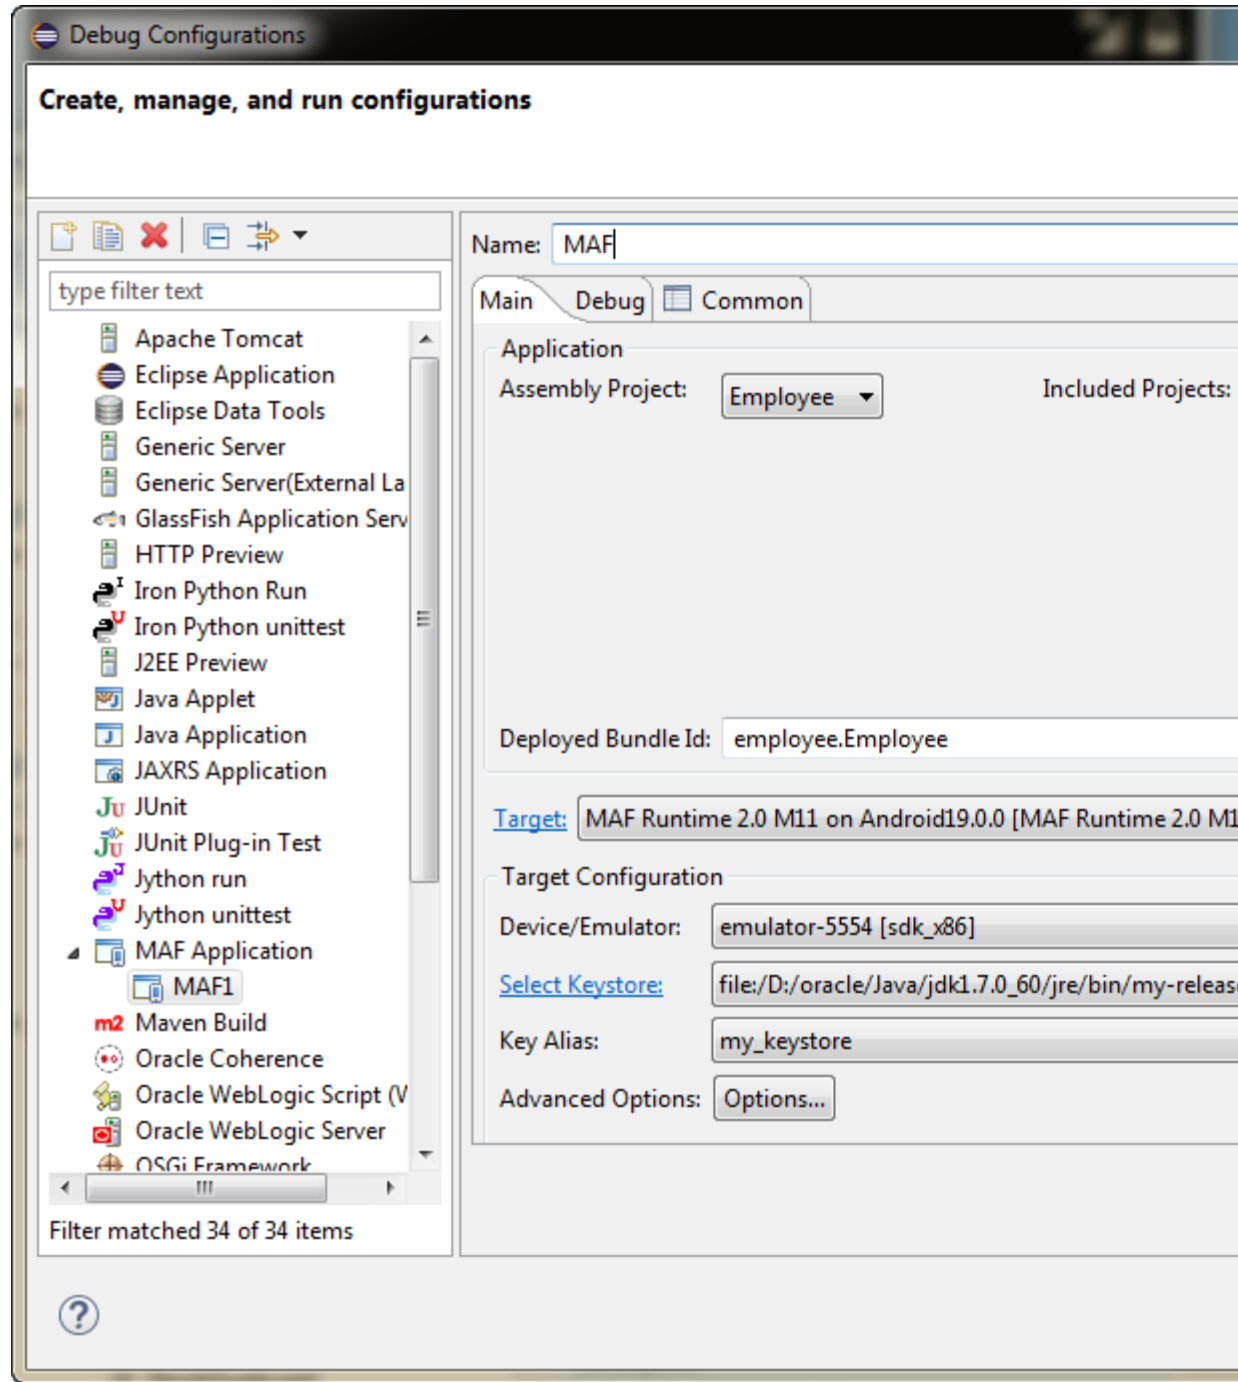 Debug Configurations
Create, manage, and run configurations
type filter text
Apache Tomcat
Eclipse Application
Eclipse Data Tools
Generic Server
Generic Server(External La
GlassFish Application Serv
HTTP Preview
Iron Python Run
Iron Python unittest
J2EE Preview
Java Applet
Java Application
JAXRS Application
JUnit
JUnit Plug-in Test
Jython run
Jython unittest
MAF Application
MAF1
Maven Build
Oracle Coherence
Oracle WebLogic Script (W
Oracle WebLogic Server
OSGi Framework
Filter matched 34 of 34 items
Name: MAF
Main Debug Common
Application
Assembly Project: Employee Included Projects:
Deployed Bundle Id: employee.Employee
Target: MAF Runtime 2.0 M11 on Android19.0.0 [MAF Runtime 2.0 M1
Target Configuration
Device/Emulator: emulator-5554 [sdk_x86]
Select Keystore: file:/D:/oracle/Java/jdk1.7.0_60/jre/bin/my-releas
Key Alias: my_keystore
Advanced Options: Options...